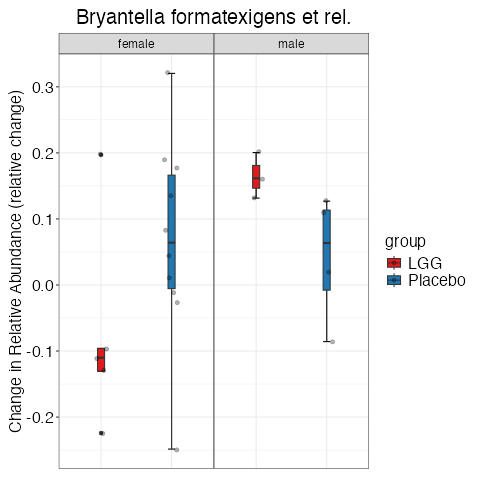 Bryantella formatexigens et rel.
female
male
Change in Relative Abundance (relative change)
0.3
0.2
0.1
0.0
-0.1
-0.2
group
LGG
Placebo